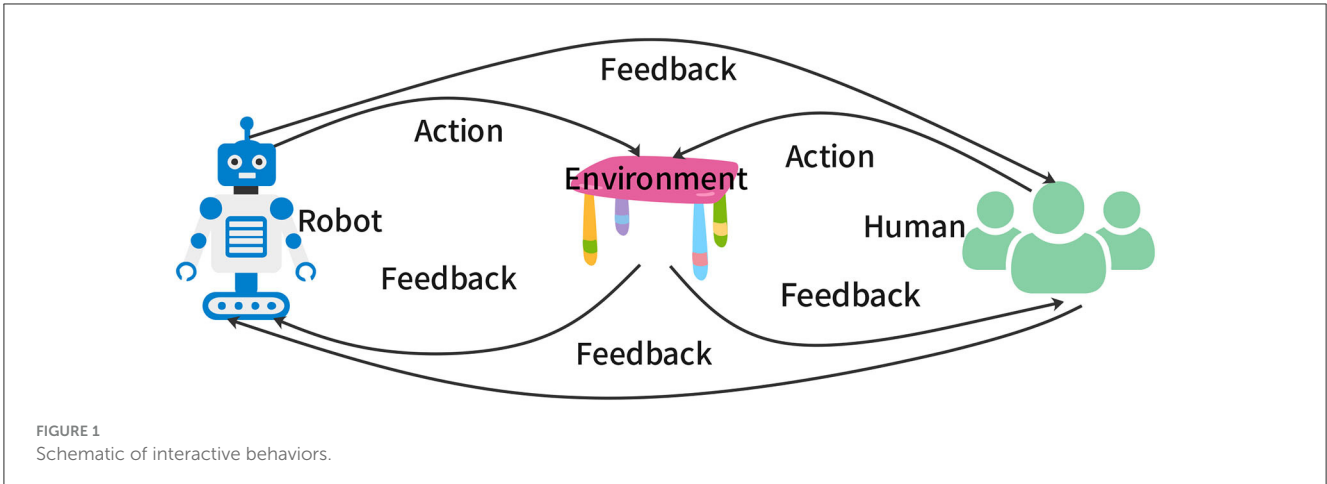 Feedback
Action
Action
Environment
Robot
Human
Feedback
Feedback
Feedback
FIGURE 1
Schematic of interactive behaviors.